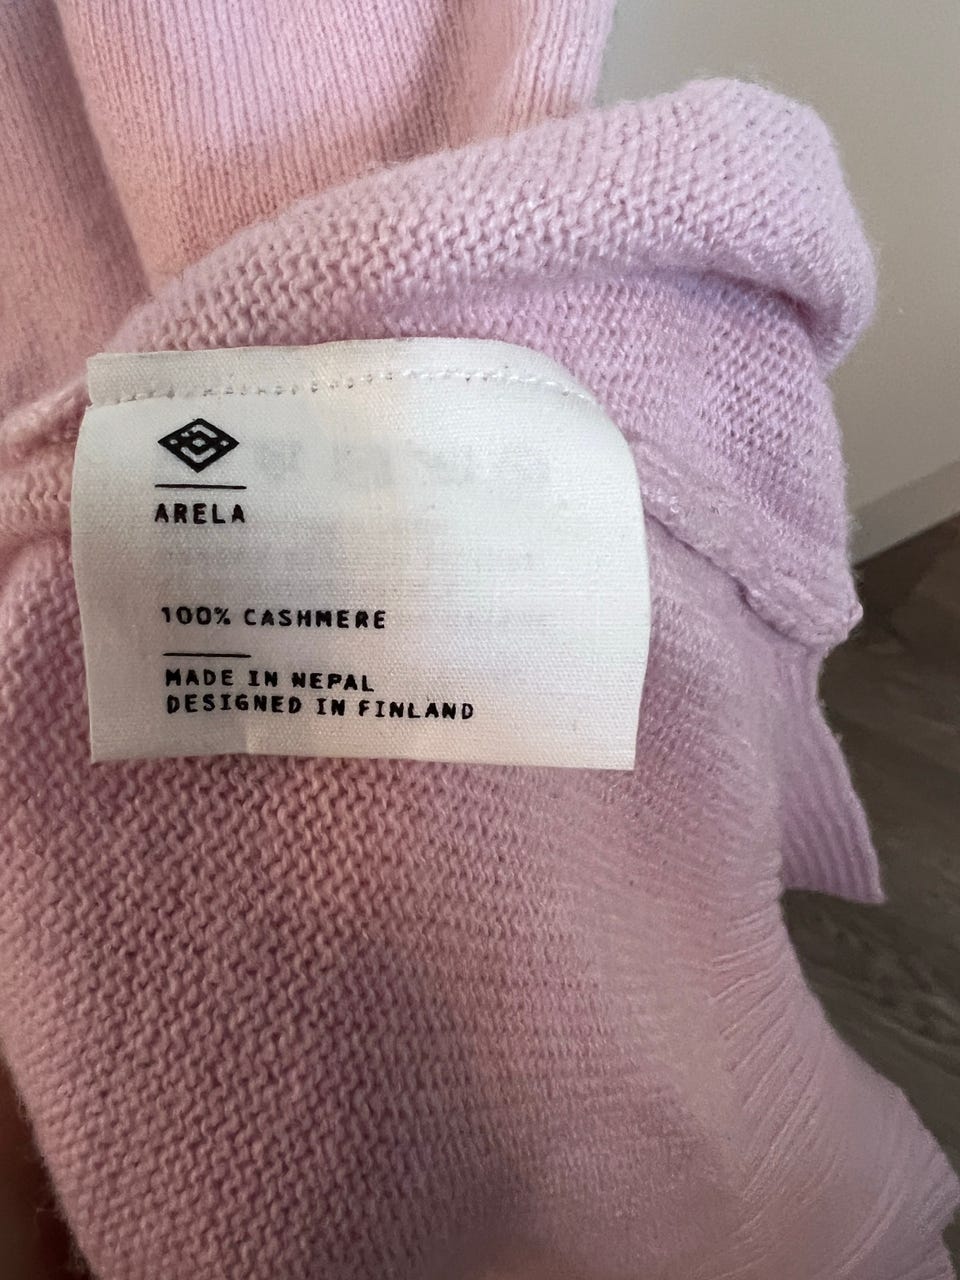 ARELA
100% CASHMERE
MADE IN NEPAL
DESIGNED IN FINLAND